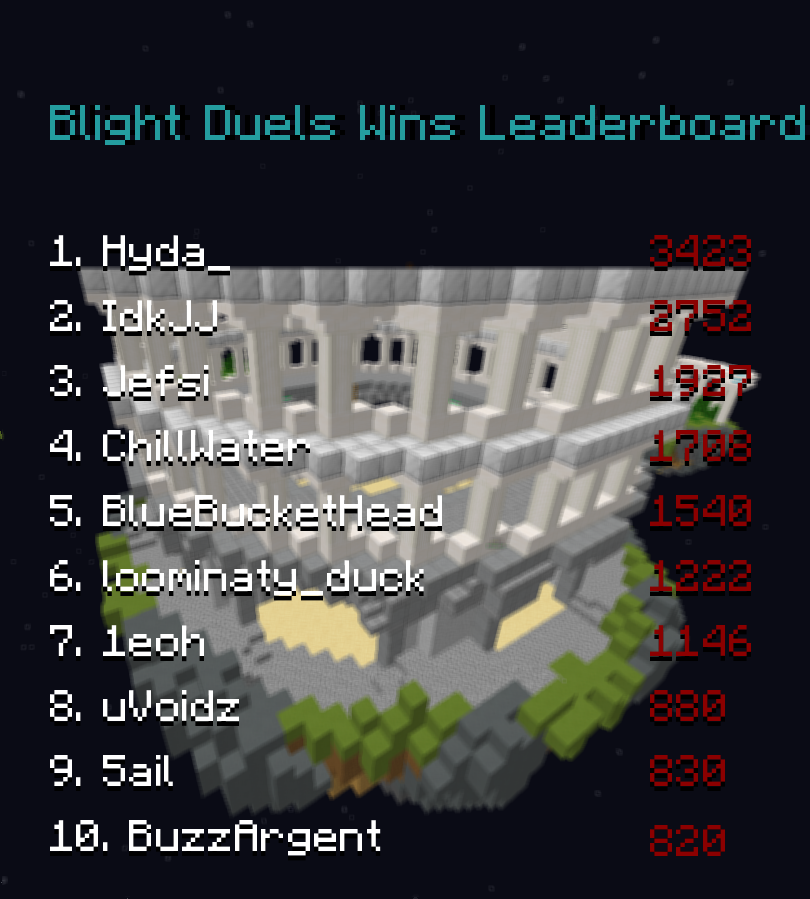 Blight Duels Wins Leaderboard
1. Hyda_ 3423
2. IdkJJ 2752
3. Jefsi 1927
4. ChillWater 1708
5. BlueBucketHead 1540
6. loominaty_duck 1222
7. 1eoh 1146
8. uVoidz 880
9. 5ail 830
10. BuzzArgent 820